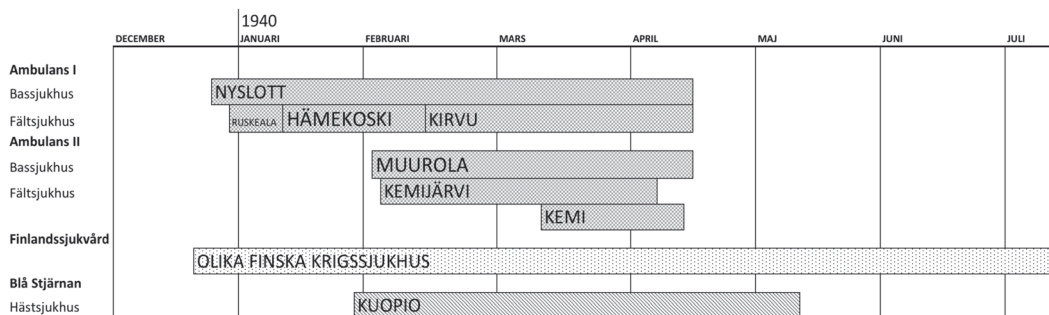 1940
DECEMBER JANUARI FEBRUARI MARS APRIL MAJ JUNI JULI
Ambulans I
Bassjukhus NYSLOTT
Fältsjukhus RUSKEALA HÄMEKOSKI KIRVU
Ambulans II
Bassjukhus MUUROLA
Fältsjukhus KEMIJÄRVI
KEMI
Finlandssjukvård
OLIKA FINSKA KRIGSSJUKHUS
Blå Stjärnan
Hästsjukhus KUOPIO